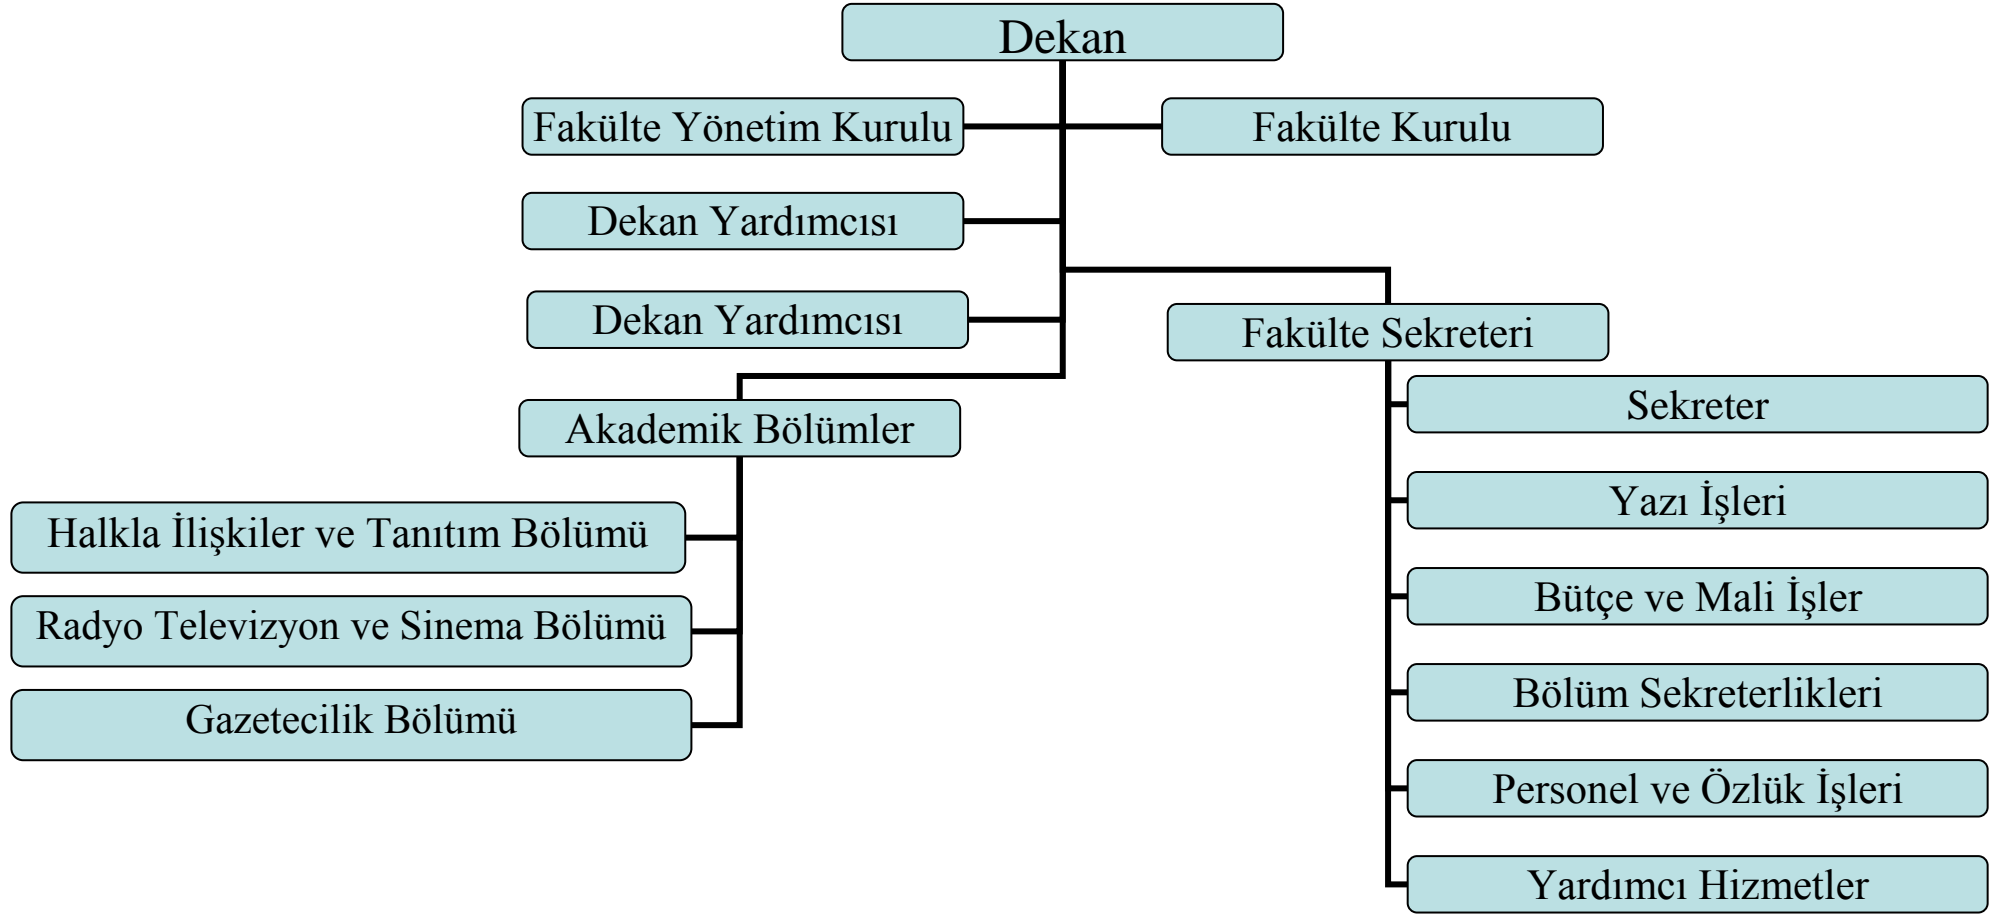 Dekan
Fakülte Yönetim Kurulu
Fakülte Kurulu
Dekan Yardımcısı
Dekan Yardımcısı
Fakülte Sekreteri
Akademik Bölümler
Halkla İlişkiler ve Tanıtım Bölümü
Radyo Televizyon ve Sinema Bölümü
Gazetecilik Bölümü
Sekreter
Yazı İşleri
Bütçe ve Mali İşler
Bölüm Sekreterlikleri
Personel ve Özlük İşleri
Yardımcı Hizmetler